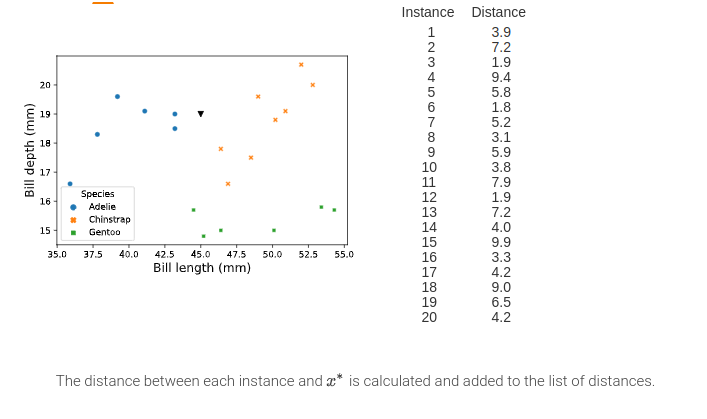 Instance Distance
1 3.9
2 7.2
3 1.9
4 9.4
5 5.8
6 1.8
7 5.2
8 3.1
9 5.9
10 3.8
11 7.9
12 1.9
13 7.2
14 4.0
15 9.9
16 3.3
17 4.2
18 9.0
19 6.5
20 4.2
Bill depth (mm)
20
19
18
17
16
15
Species
Adelie
Chinstrap
Gentoo
35.0 37.5 40.0 42.5 45.0 47.5 50.0 52.5 55.0
Bill length (mm)
The distance between each instance and x* is calculated and added to the list of distances.